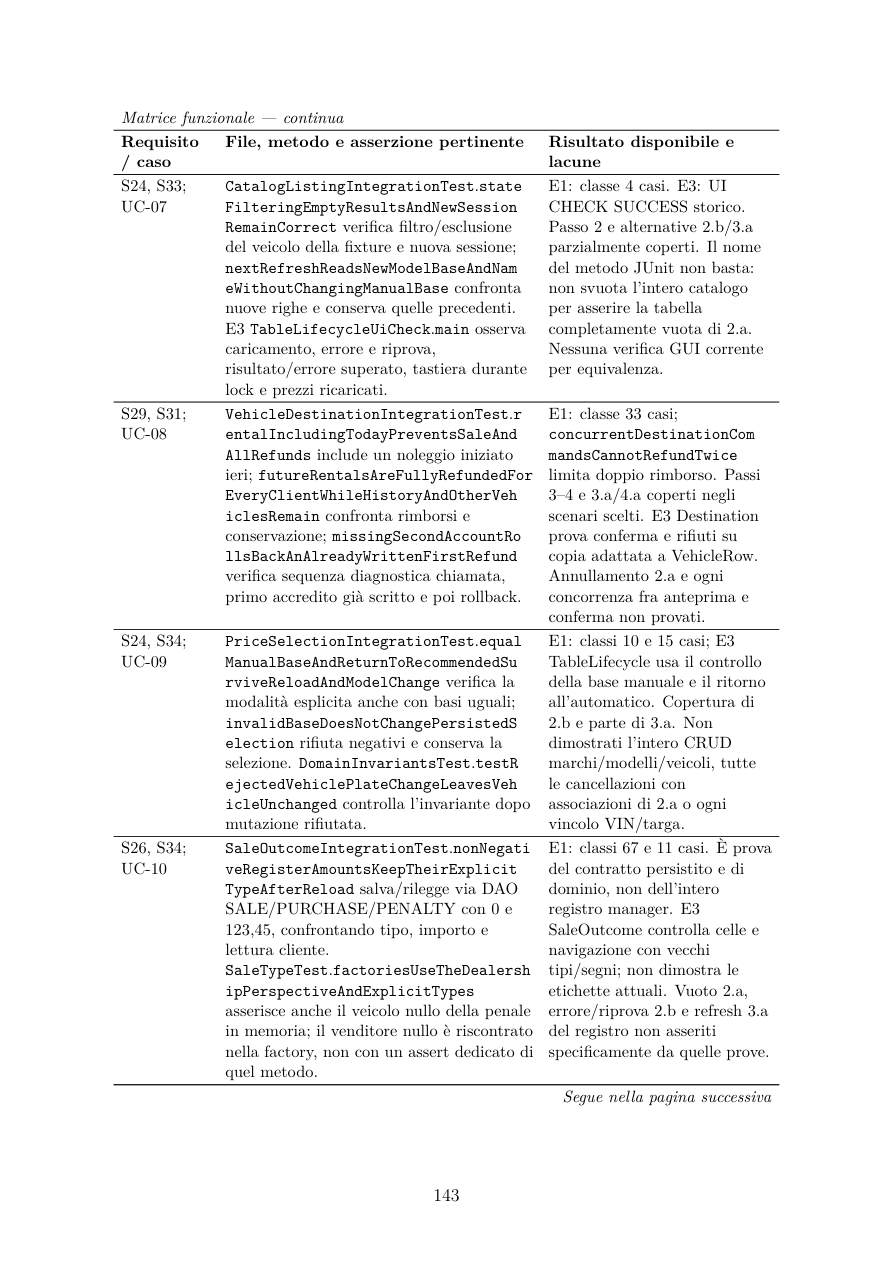 Matrice funzionale — continua
Requisito / caso
File, metodo e asserzione pertinente
Risultato disponibile e lacune
S24, S33;
UC-07
CatalogListingIntegrationTest.state
FilteringEmptyResultsAndNewSession
RemainCorrect verifica filtro/esclusione
del veicolo della fixture e nuova sessione;
nextRefreshReadsNewModelBaseAndNam
eWithoutChangingManualBase confronta
nuove righe e conserva quelle precedenti.
E3 TableLifecycleUiCheck.main osserva
caricamento, errore e riprova,
risultato/errore superato, tastiera durante
lock e prezzi ricaricati.
E1: classe 4 casi. E3: UI
CHECK SUCCESS storico.
Passo 2 e alternative 2.b/3.a
parzialmente coperti. Il nome
del metodo JUnit non basta:
non svuota l'intero catalogo
per asserire la tabella
completamente vuota di 2.a.
Nessuna verifica GUI corrente
per equivalenza.
S29, S31;
UC-08
VehicleDestinationIntegrationTest.r
entalIncludingTodayPreventsSaleAnd
AllRefunds include un noleggio iniziato
ieri; futureRentalsAreFullyRefundedFor
EveryClientWhileHistoryAndOtherVeh
iclesRemain confronta rimborsi e
conservazione; missingSecondAccountRo
llsBackAnAlreadyWrittenFirstRefund
verifica sequenza diagnostica chiamata,
primo accredito già scritto e poi rollback.
E1: classe 33 casi;
concurrentDestinationCom
mandsCannotRefundTwice
limita doppio rimborso. Passi
3–4 e 3.a/4.a coperti negli
scenari scelti. E3 Destination
prova conferma e rifiuti su
copia adattata a VehicleRow.
Annullamento 2.a e ogni
concorrenza fra anteprima e
conferma non provati.
S24, S34;
UC-09
PriceSelectionIntegrationTest.equal
ManualBaseAndReturnToRecommendedSu
rviveReloadAndModelChange verifica la
modalità esplicita anche con basi uguali;
invalidBaseDoesNotChangePersistedS
election rifiuta negativi e conserva la
selezione. DomainInvariantsTest.testR
ejectedVehiclePlateChangeLeavesVeh
icleUnchanged controlla l'invariante dopo
mutazione rifiutata.
E1: classi 10 e 15 casi; E3
TableLifecycle usa il controllo
della base manuale e il ritorno
all'automatico. Copertura di
2.b e parte di 3.a. Non
dimostrati l'intero CRUD
marchi/modelli/veicoli, tutte
le cancellazioni con
associazioni di 2.a o ogni
vincolo VIN/targa.
S26, S34;
UC-10
SaleOutcomeIntegrationTest.nonNegati
veRegisterAmountsKeepTheirExplicit
TypeAfterReload salva/rilegge via DAO
SALE/PURCHASE/PENALTY con 0 e
123,45, confrontando tipo, importo e
lettura cliente.
SaleTypeTest.factoriesUseTheDealersh
ipPerspectiveAndExplicitTypes
asserisce anche il veicolo nullo della penale
in memoria; il venditore nullo è riscontrato
nella factory, non con un assert dedicato di
quel metodo.
E1: classi 67 e 11 casi. È prova
del contratto persistito e di
dominio, non dell'intero
registro manager. E3
SaleOutcome controlla celle e
navigazione con vecchi
tipi/segni; non dimostra le
etichette attuali. Vuoto 2.a,
errore/riprova 2.b e refresh 3.a
del registro non asseriti
specificamente da quelle prove.
Segue nella pagina successiva
143